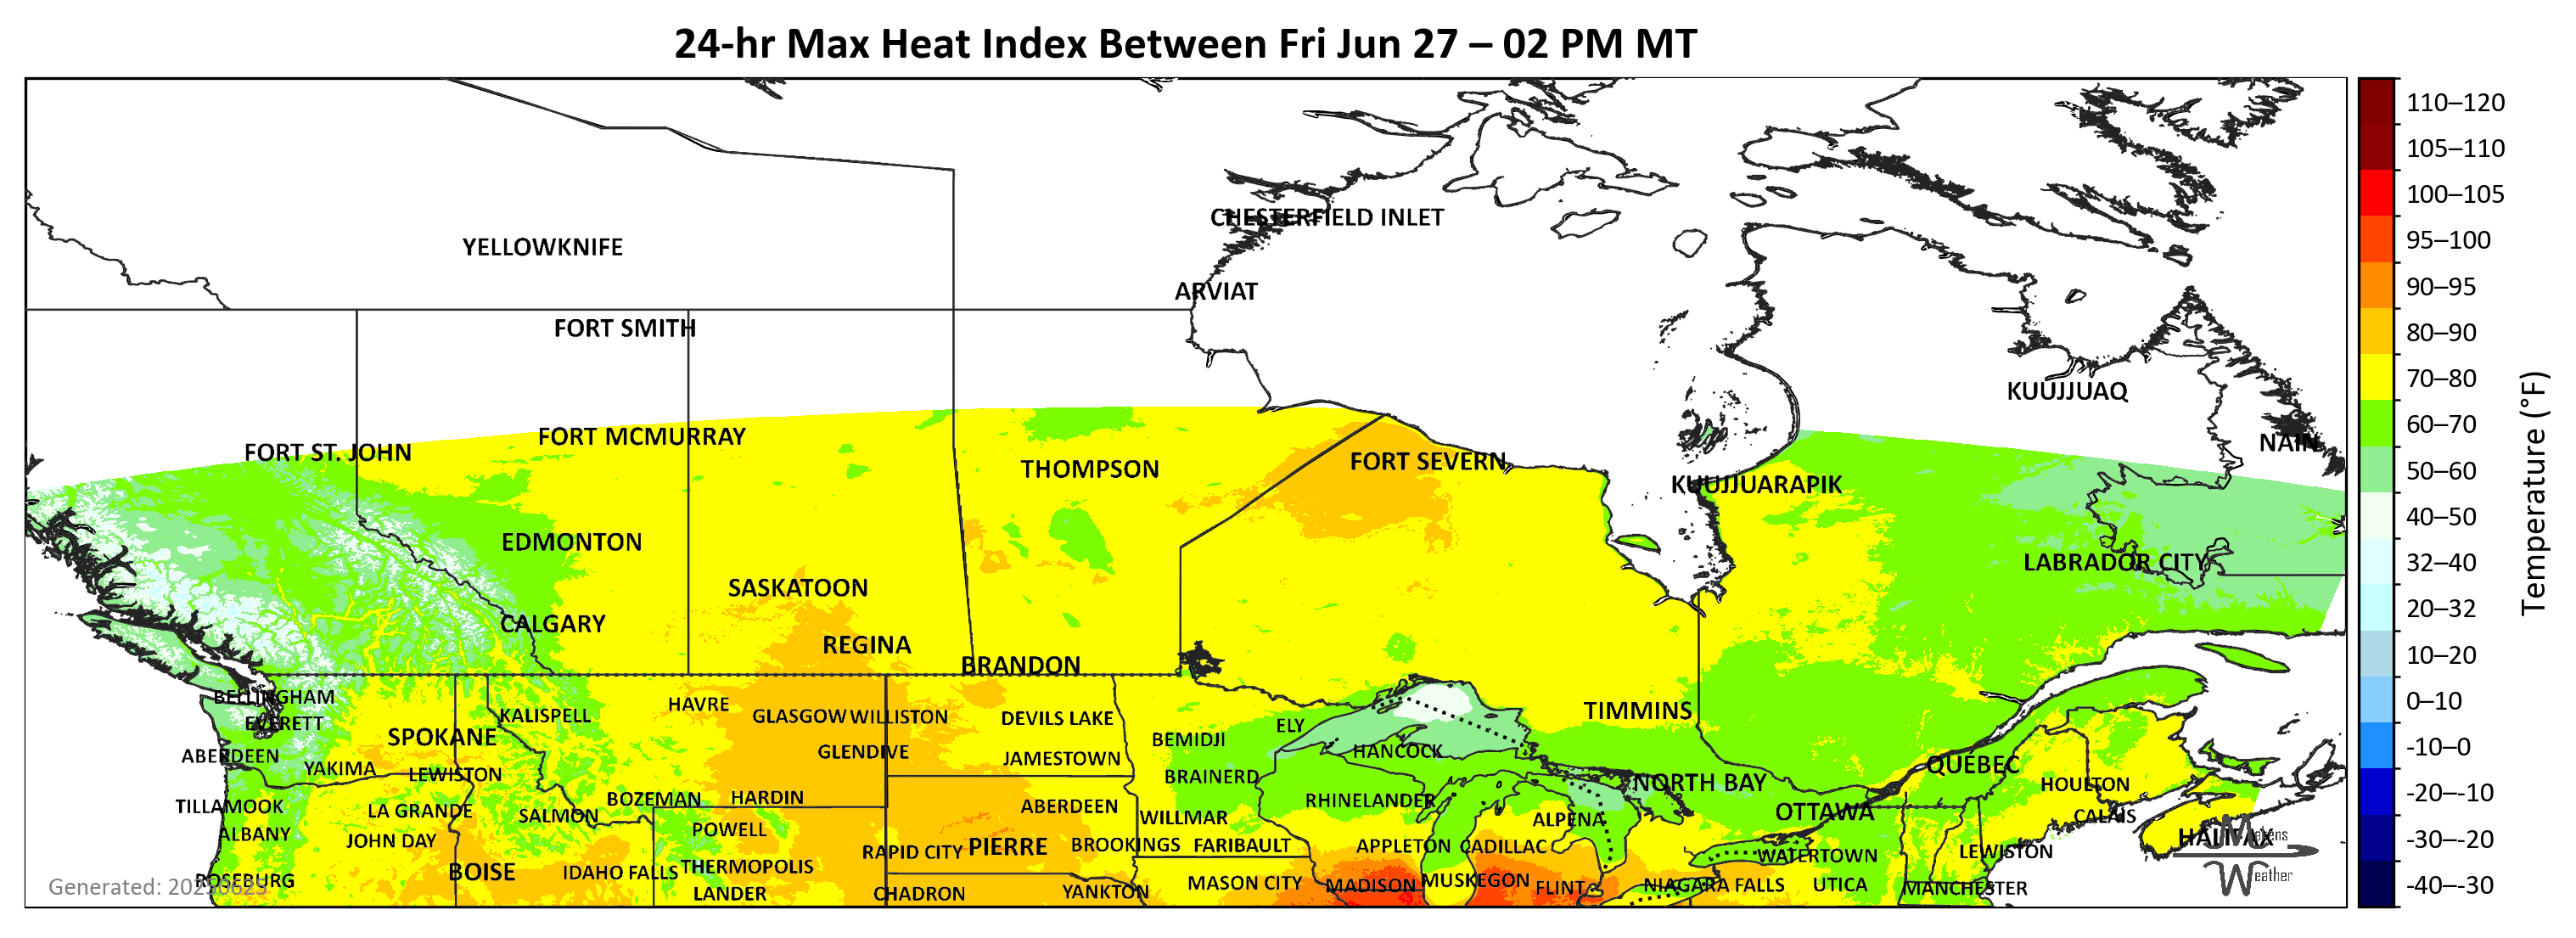 24-hr Max Heat Index Between Fri Jun 27 – 02 PM MT
CHESTERFIELD INLET
YELLOWKNIFE
ARVIAT
FORT SMITH
KUUJJUAQ
FORT MCMURRAY
NAIN
FORT ST. JOHN
FORT SEVERN
THOMPSON
KUUJJUARAPIK
EDMONTON
LABRADOR CITY
SASKATOON
CALGARY
REGINA
BRANDON
BELLINGHAM
HAVRE
TIMMINS
KALISPELL
GLASGOW WILLISTON
DEVILS LAKE
EVERETT
ELY
SPOKANE
BEMIDJI
GLENDIVE
HANCOCK
ABERDEEN
JAMESTOWN
QUÉBEC
YAKIMA
LEWISTON
BRAINERD
NORTH BAY
HOULTON
BOZEMAN
HARDIN
RHINELANDER
TILLAMOOK
LA GRANDE
ABERDEEN
SALMON
WILLMAR
ALPENA
OTTAWA
CALAIS
ALBANY
POWELL
JOHN DAY
PIERRE
BROOKINGS
FARIBAULT
APPLETON
CADILLAC
HALIFAX
RAPID CITY
WATERTOWN
LEWISTON
BOISE
IDAHO FALLS
THERMOPOLIS
ROSEBURG
MASON CITY
MADISON
MUSKEGON
FLINT
NIAGARA FALLS
UTICA
MANCHESTER
LANDER
CHADRON
YANKTON
Generated: 20250625
Makens
Weather
110–120
105–110
100–105
95–100
90–95
80–90
70–80
60–70
50–60
40–50
32–40
20–32
10–20
0–10
-10–0
-20–-10
-30–-20
-40–-30
Temperature (°F)